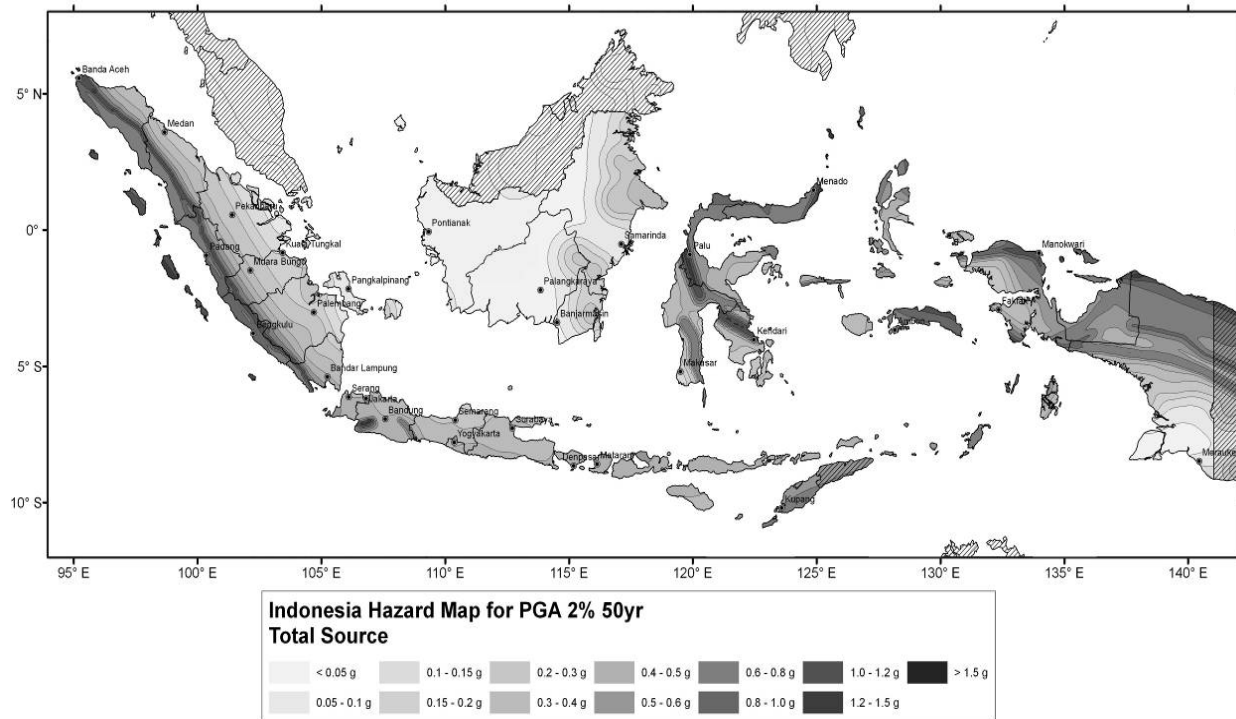 Banda Aceh
5° N
Medan
Menado
Pekanbaru
0°
Pontianak
Samarinda
Manokwari
Padang
Kuala Tungkal
Palu
Muara Bungo
Pangkalpinang
Palangkaraya
Palembang
Fakfak
Banjarmasin
Bengkulu
Kendari
5° S
Bandar Lampung
Makasar
Serang
Jakarta
Bandung
Semarang
Surabaya
Yogyakarta
Denpasar
Mataram
Merauke
10° S
Kupang
95° E 100° E 105° E 110° E 115° E 120° E 125° E 130° E 135° E 140° E
Indonesia Hazard Map for PGA 2% 50yr
Total Source
< 0.05 g 0.1 - 0.15 g 0.2 - 0.3 g 0.4 - 0.5 g 0.6 - 0.8 g 1.0 - 1.2 g > 1.5 g
0.05 - 0.1 g 0.15 - 0.2 g 0.3 - 0.4 g 0.5 - 0.6 g 0.8 - 1.0 g 1.2 - 1.5 g